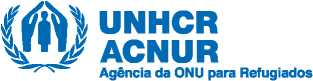 UNHCR
ACNUR
Agência da ONU para Refugiados